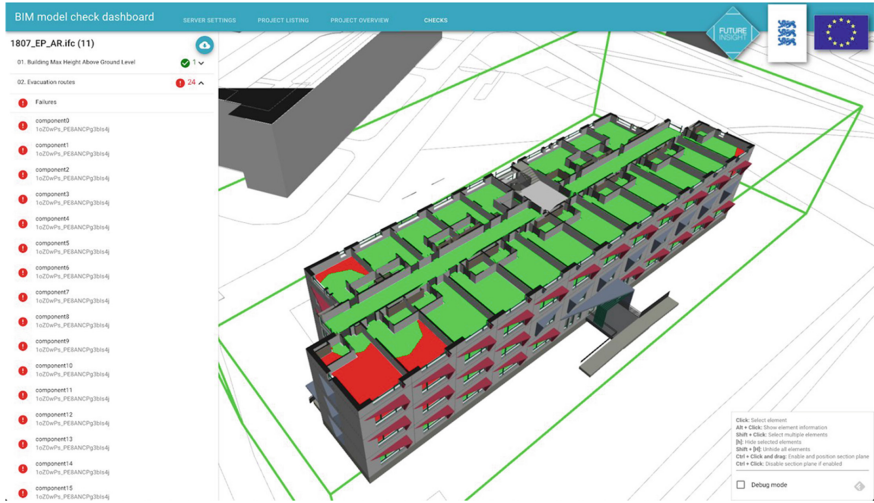 BIM model check dashboard
SERVER SETTINGS
PROJECT LISTING
PROJECT OVERVIEW
CHECKS
FUTURE
INSIGHT
1807_EP_AR.ifc (11)
01. Building Max Height Above Ground Level
1
02. Evacuation routes
24
Failures
component0
1oZ0wPs_PE8ANCPg3bIs4j
component1
1oZ0wPs_PE8ANCPg3bIs4j
component2
1oZ0wPs_PE8ANCPg3bIs4j
component3
1oZ0wPs_PE8ANCPg3bIs4j
component4
1oZ0wPs_PE8ANCPg3bIs4j
component5
1oZ0wPs_PE8ANCPg3bIs4j
component6
1oZ0wPs_PE8ANCPg3bIs4j
component7
1oZ0wPs_PE8ANCPg3bIs4j
component8
1oZ0wPs_PE8ANCPg3bIs4j
component9
1oZ0wPs_PE8ANCPg3bIs4j
component10
1oZ0wPs_PE8ANCPg3bIs4j
component11
1oZ0wPs_PE8ANCPg3bIs4j
component12
1oZ0wPs_PE8ANCPg3bIs4j
component13
1oZ0wPs_PE8ANCPg3bIs4j
component14
1oZ0wPs_PE8ANCPg3bIs4j
component15
1oZ0wPs_PE8ANCPg3bIs4j
Click: Select element
Alt + Click: Show element information
Shift + Click: Select multiple elements
[h]: Hide selected elements
Shift + [H]: Unhide all elements
Ctrl + Click and drag: Enable and position section plane
Ctrl + Click: Disable section plane if enabled
Debug mode